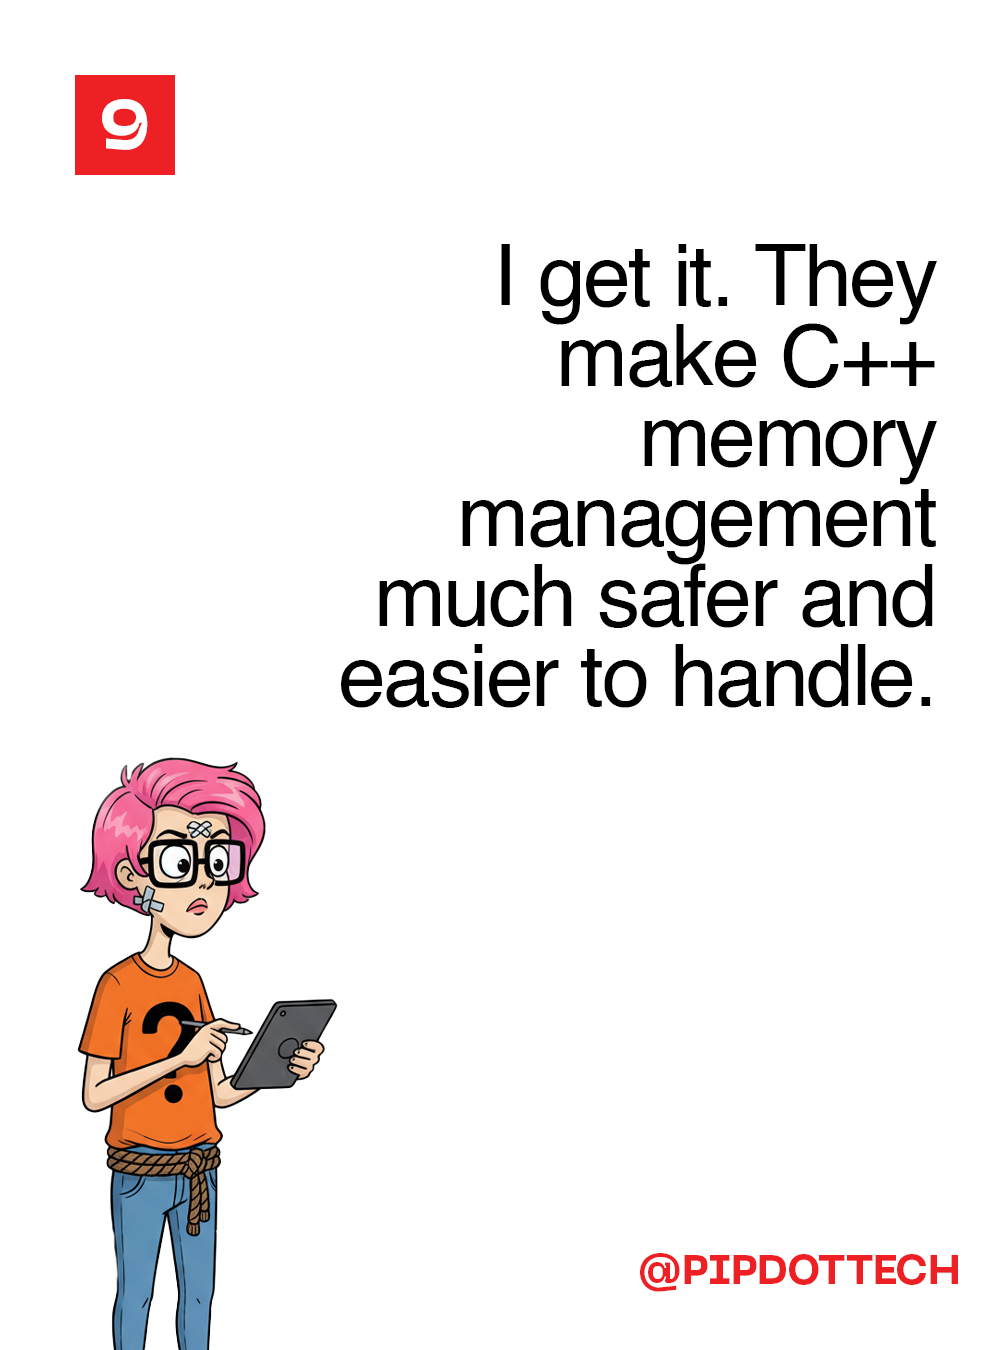 9
I get it. They
make C++
memory
management
much safer and
easier to handle.
?
@PIPDOTTECH